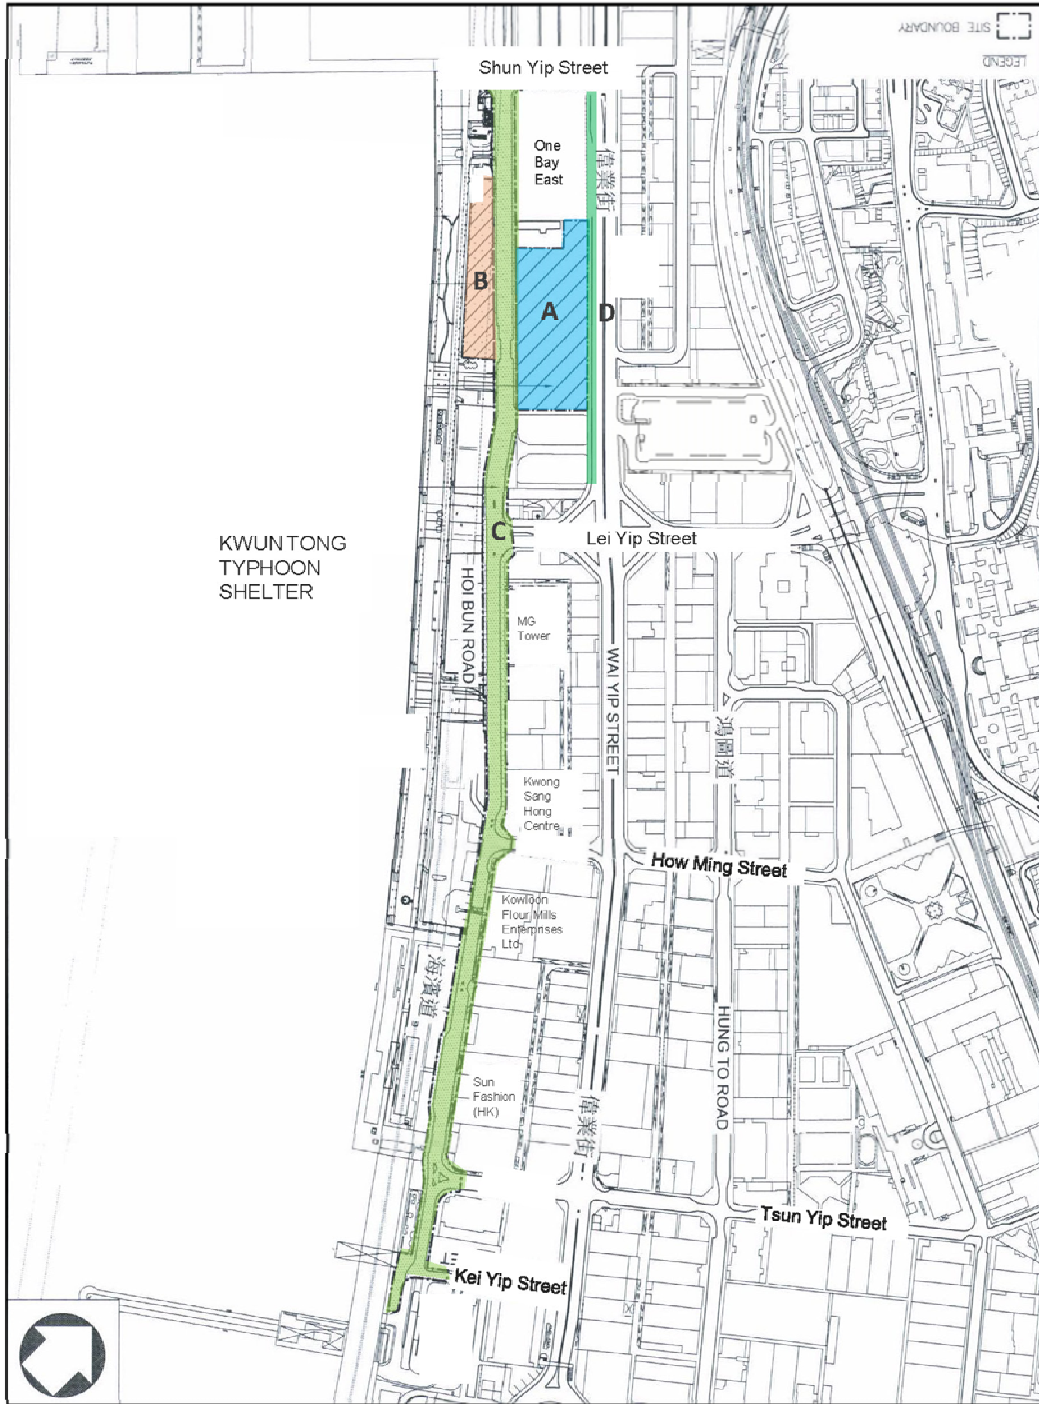 SITE BOUNDARY
LEGEND
Shun Yip Street
One
Bay
East
偉業街
B
A
D
C
Lei Yip Street
KWUN TONG
TYPHOON
SHELTER
HOI BUN ROAD
MG
Tower
WAI YIP STREET
鴻圖道
Kwong
Sang
Hong
Centre
How Ming Street
Kowloon
Flour Mills
Enterprises
Ltd
海濱道
HUNG TO ROAD
Sun
Fashion
(HK)
偉業街
Tsun Yip Street
Kei Yip Street